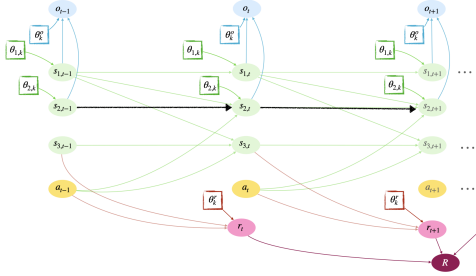 o_{t-1} o_t o_{t+1}
θ_k^o θ_k^o θ_k^o
θ_{1,k} θ_{1,k} θ_{1,k}
s_{1,t-1} s_{1,t} s_{1,t+1} ...
θ_{2,k} θ_{2,k} θ_{2,k}
s_{2,t-1} s_{2,t} s_{2,t+1}
s_{3,t-1} s_{3,t} s_{3,t+1} ...
a_{t-1} a_t a_{t+1} ...
θ_k^r θ_k^r
r_t r_{t+1}
R